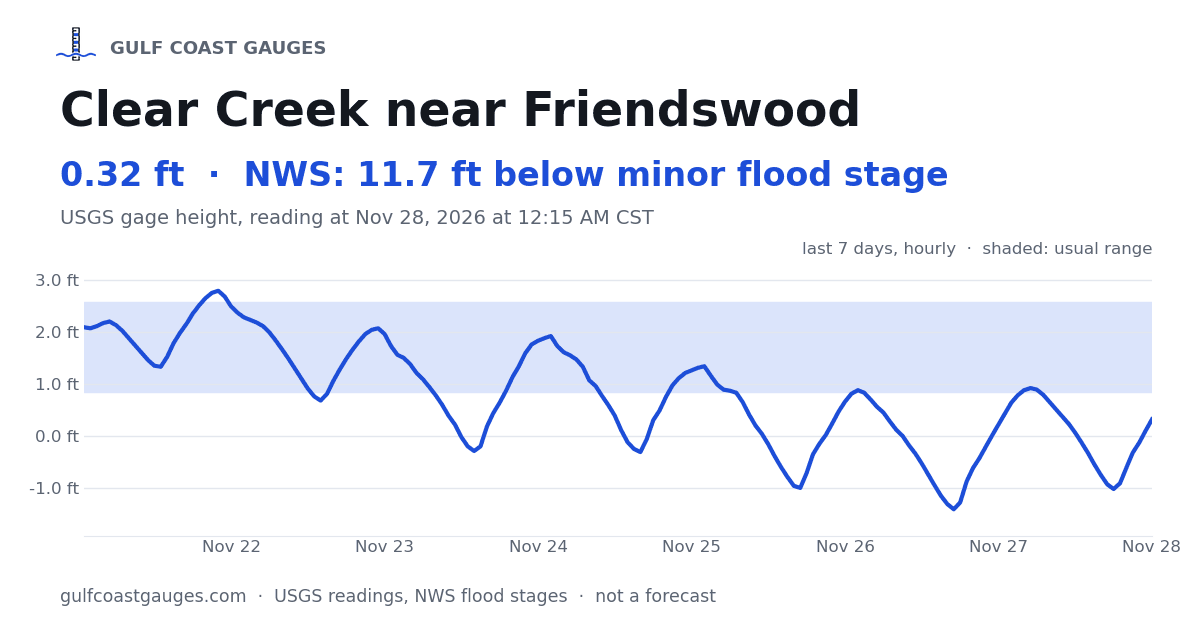 GULF COAST GAUGES
Clear Creek near Friendswood
0.32 ft · NWS: 11.7 ft below minor flood stage
USGS gage height, reading at Nov 28, 2026 at 12:15 AM CST
last 7 days, hourly · shaded: usual range
3.0 ft
2.0 ft
1.0 ft
0.0 ft
-1.0 ft
Nov 22 Nov 23 Nov 24 Nov 25 Nov 26 Nov 27 Nov 28
gulfcoastgauges.com · USGS readings, NWS flood stages · not a forecast